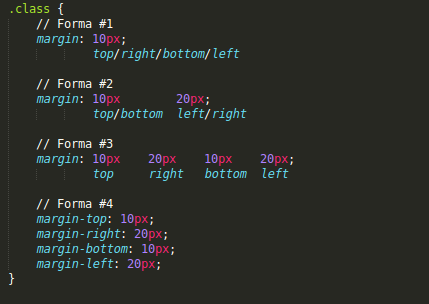 .class {
// Forma #1
margin: 10px;
top/right/bottom/left
// Forma #2
margin: 10px 20px;
top/bottom left/right
// Forma #3
margin: 10px 20px 10px 20px;
top right bottom left
// Forma #4
margin-top: 10px;
margin-right: 20px;
margin-bottom: 10px;
margin-left: 20px;
}